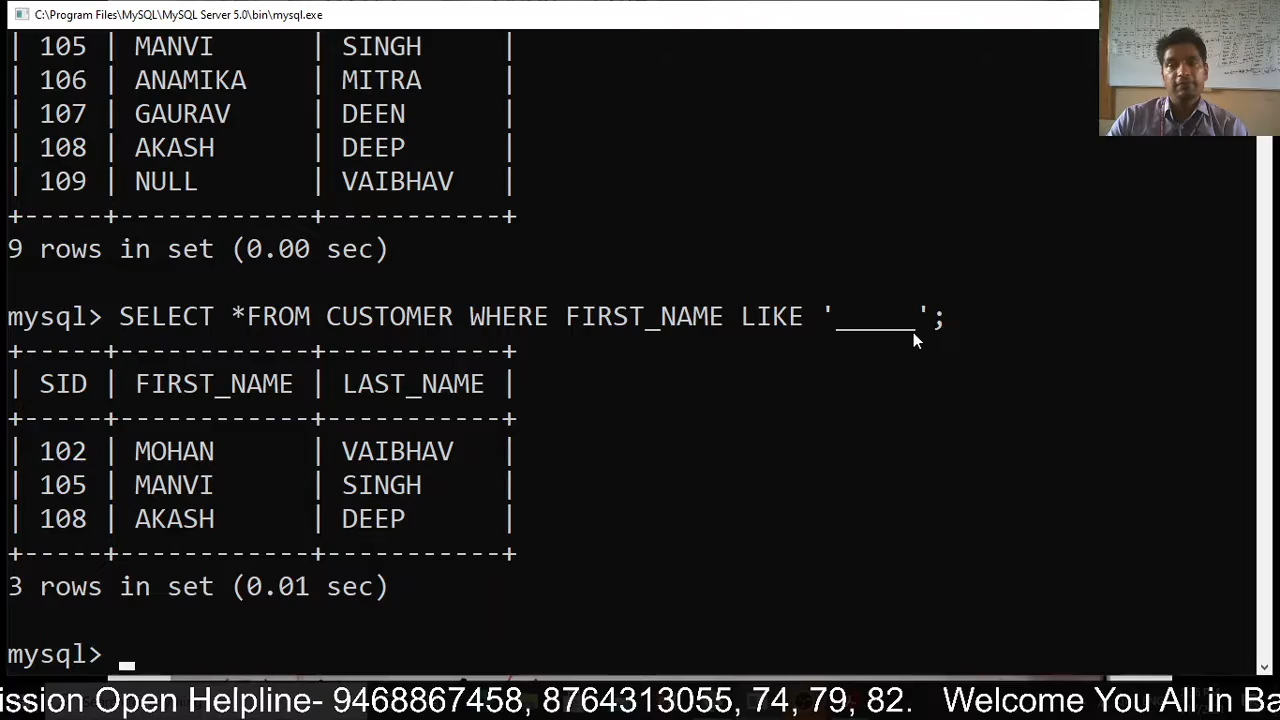 C:\Program Files\MySQL\MySQL Server 5.0\bin\mysql.exe
| 105 | MANVI | SINGH |
| 106 | ANAMIKA | MITRA |
| 107 | GAURAV | DEEN |
| 108 | AKASH | DEEP |
| 109 | NULL | VAIBHAV |
+-----+------------+-----------+
9 rows in set (0.00 sec)
mysql> SELECT *FROM CUSTOMER WHERE FIRST_NAME LIKE '_____';
+-----+------------+-----------+
| SID | FIRST_NAME | LAST_NAME |
+-----+------------+-----------+
| 102 | MOHAN | VAIBHAV |
| 105 | MANVI | SINGH |
| 108 | AKASH | DEEP |
+-----+------------+-----------+
3 rows in set (0.01 sec)
mysql>
ission Open Helpline- 9468867458, 8764313055, 74, 79, 82. Welcome You All in Ba